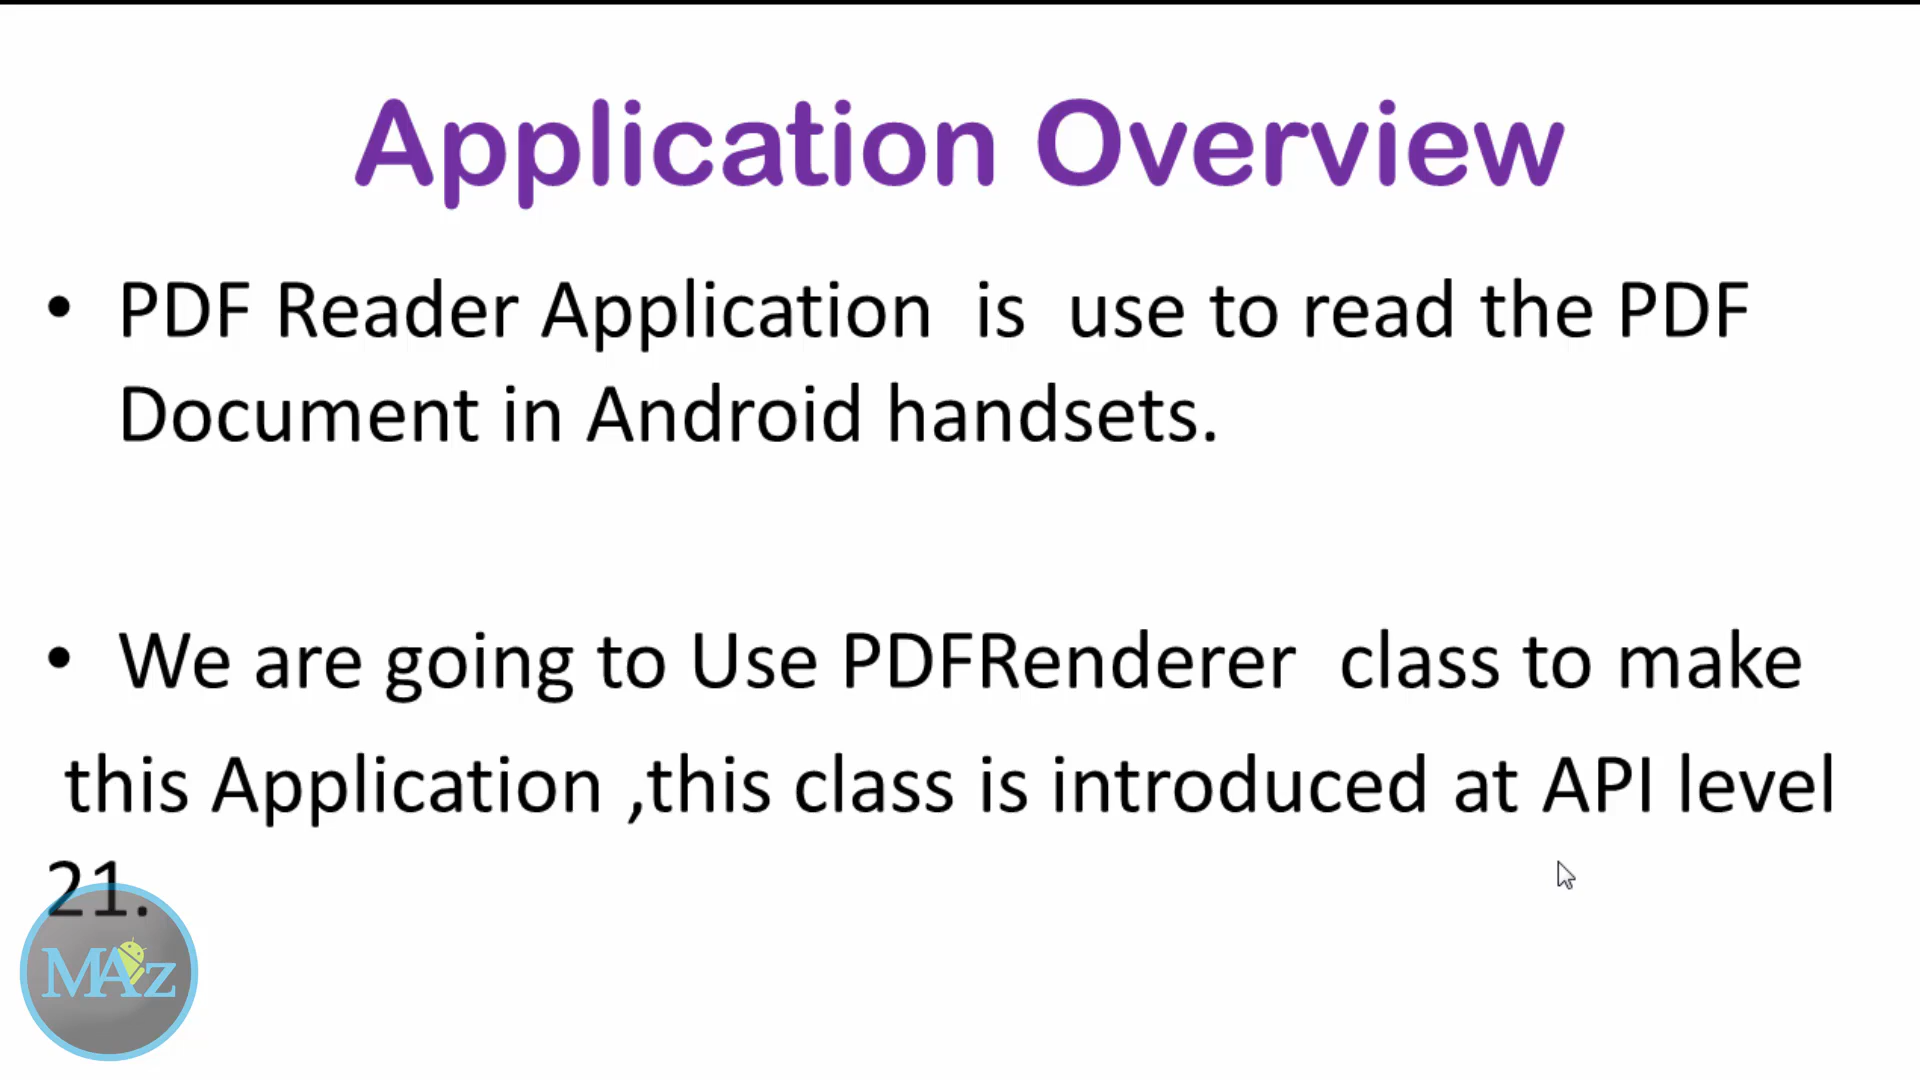 Application Overview
• PDF Reader Application  is  use to read the PDF
Document in Android handsets.
• We are going to Use PDFRenderer  class to make
this Application ,this class is introduced at API level
21.
MAz